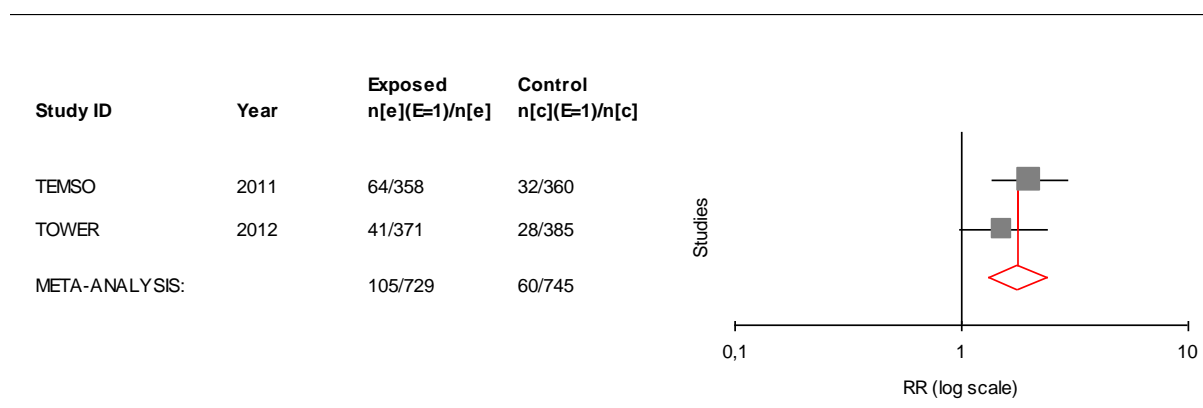 Exposed Control
Study ID Year n[e](E=1)/n[e] n[c](E=1)/n[c]
TEMSO 2011 64/358 32/360
TOWER 2012 41/371 28/385
META-ANALYSIS: 105/729 60/745
Studies
0,1 1 10
RR (log scale)